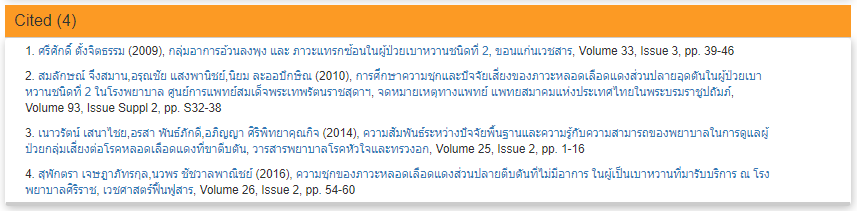 Cited (4)
1. ศรีศักดิ์ ตั้งจิตธรรม (2009), กลุ่มอาการอ้วนลงพุง และ ภาวะแทรกซ้อนในผู้ป่วยเบาหวานชนิดที่ 2, ขอนแก่นเวชสาร, Volume 33, Issue 3, pp. 39-46
2. สมลักษณ์ จึงสมาน,อรุณชัย แสงพานิชย์,นิยม ละออปักษิณ (2010), การศึกษาความชุกและปัจจัยเสี่ยงของภาวะหลอดเลือดแดงส่วนปลายอุดตันในผู้ป่วยเบา
หวานชนิดที่ 2 ในโรงพยาบาล ศูนย์การแพทย์สมเด็จพระเทพรัตนราชสุดาฯ, จดหมายเหตุทางแพทย์ แพทยสมาคมแห่งประเทศไทยในพระบรมราชูปถัมภ์,
Volume 93, Issue Suppl 2, pp. S32-38
3. เนาวรัตน์ เสนาไชย,อรสา พันธ์ภักดี,อภิญญา ศิริพิทยาคุณกิจ (2014), ความสัมพันธ์ระหว่างปัจจัยพื้นฐานและความรู้กับความสามารถของพยาบาลในการดูแลผู้
ป่วยกลุ่มเสี่ยงต่อโรคหลอดเลือดแดงที่ขาตีบตัน, วารสารพยาบาลโรคหัวใจและทรวงอก, Volume 25, Issue 2, pp. 1-16
4. สุพักตรา เจษฎาภัทรกุล,นวพร ชัชวาลพาณิชย์ (2016), ความชุกของภาวะหลอดเลือดแดงส่วนปลายตีบตันที่ไม่มีอาการ ในผู้เป็นเบาหวานที่มารับบริการ ณ โรง
พยาบาลศิริราช, เวชศาสตร์ฟื้นฟูสาร, Volume 26, Issue 2, pp. 54-60